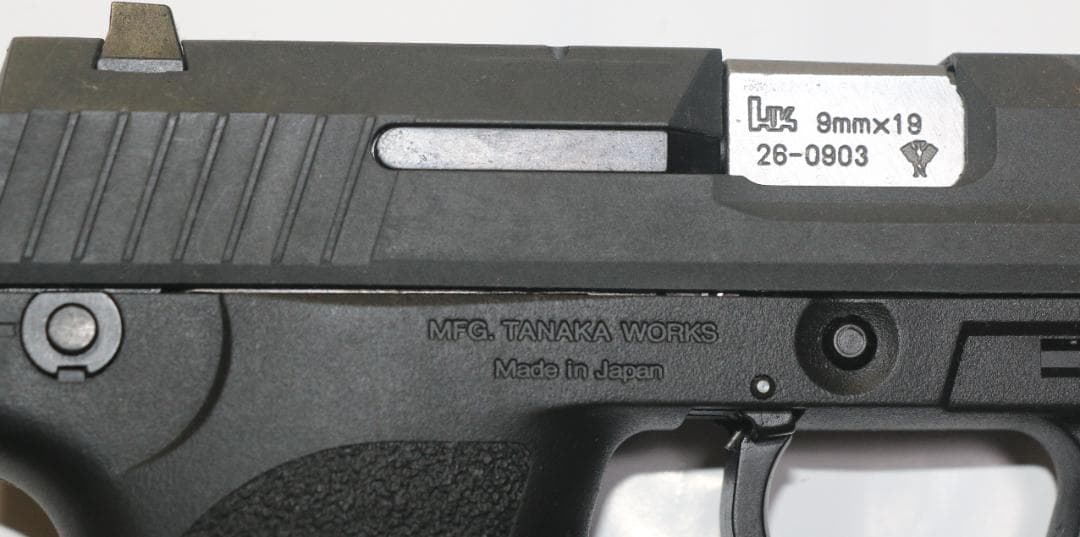 HK 9mm×19
26-0903
N
MFG. TANAKA WORKS
Made in Japan